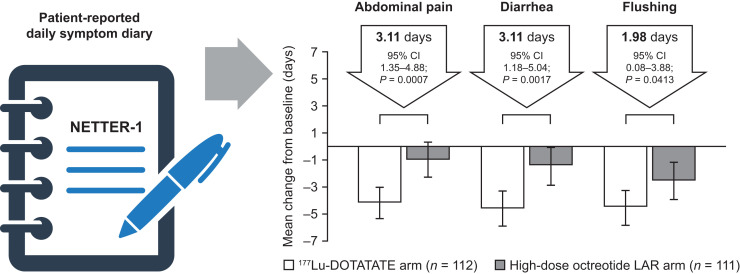 Patient-reported
daily symptom diary
NETTER-1
Abdominal pain
Diarrhea
Flushing
3.11 days
95% CI
1.35–4.88;
P = 0.0007
3.11 days
95% CI
1.18–5.04;
P = 0.0017
1.98 days
95% CI
0.08–3.88;
P = 0.0413
Mean change from baseline (days)
7
5
3
1
–1
–3
–5
–7
177Lu-DOTATATE arm (n = 112)
High-dose octreotide LAR arm (n = 111)